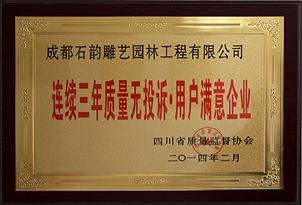 成都石韵雕艺园林工程有限公司
连续三年质量无投诉·用户满意企业
四川省质量监督协会
二〇一四年二月